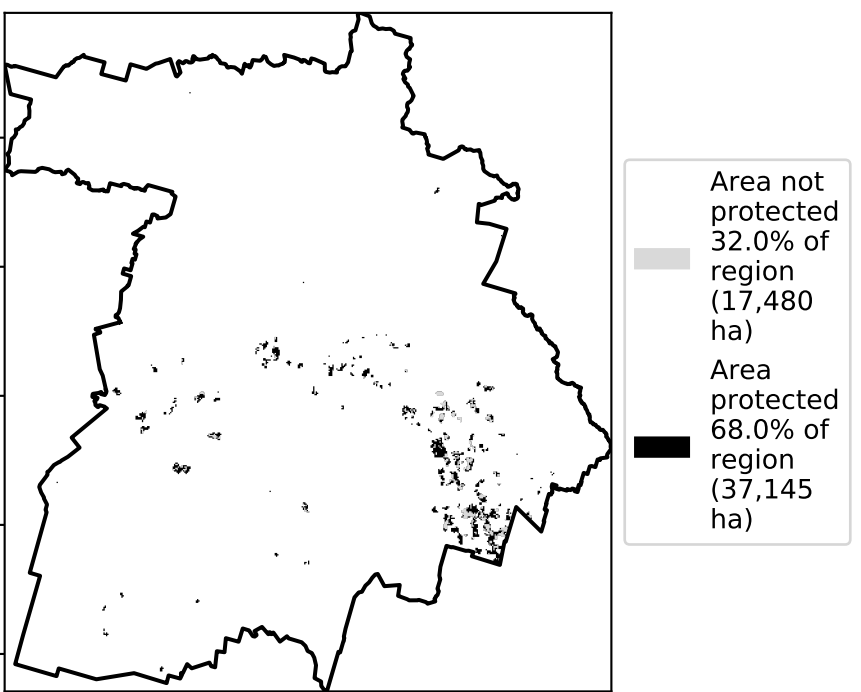 Area not
protected
32.0% of
region
(17,480
ha)
Area
protected
68.0% of
region
(37,145
ha)